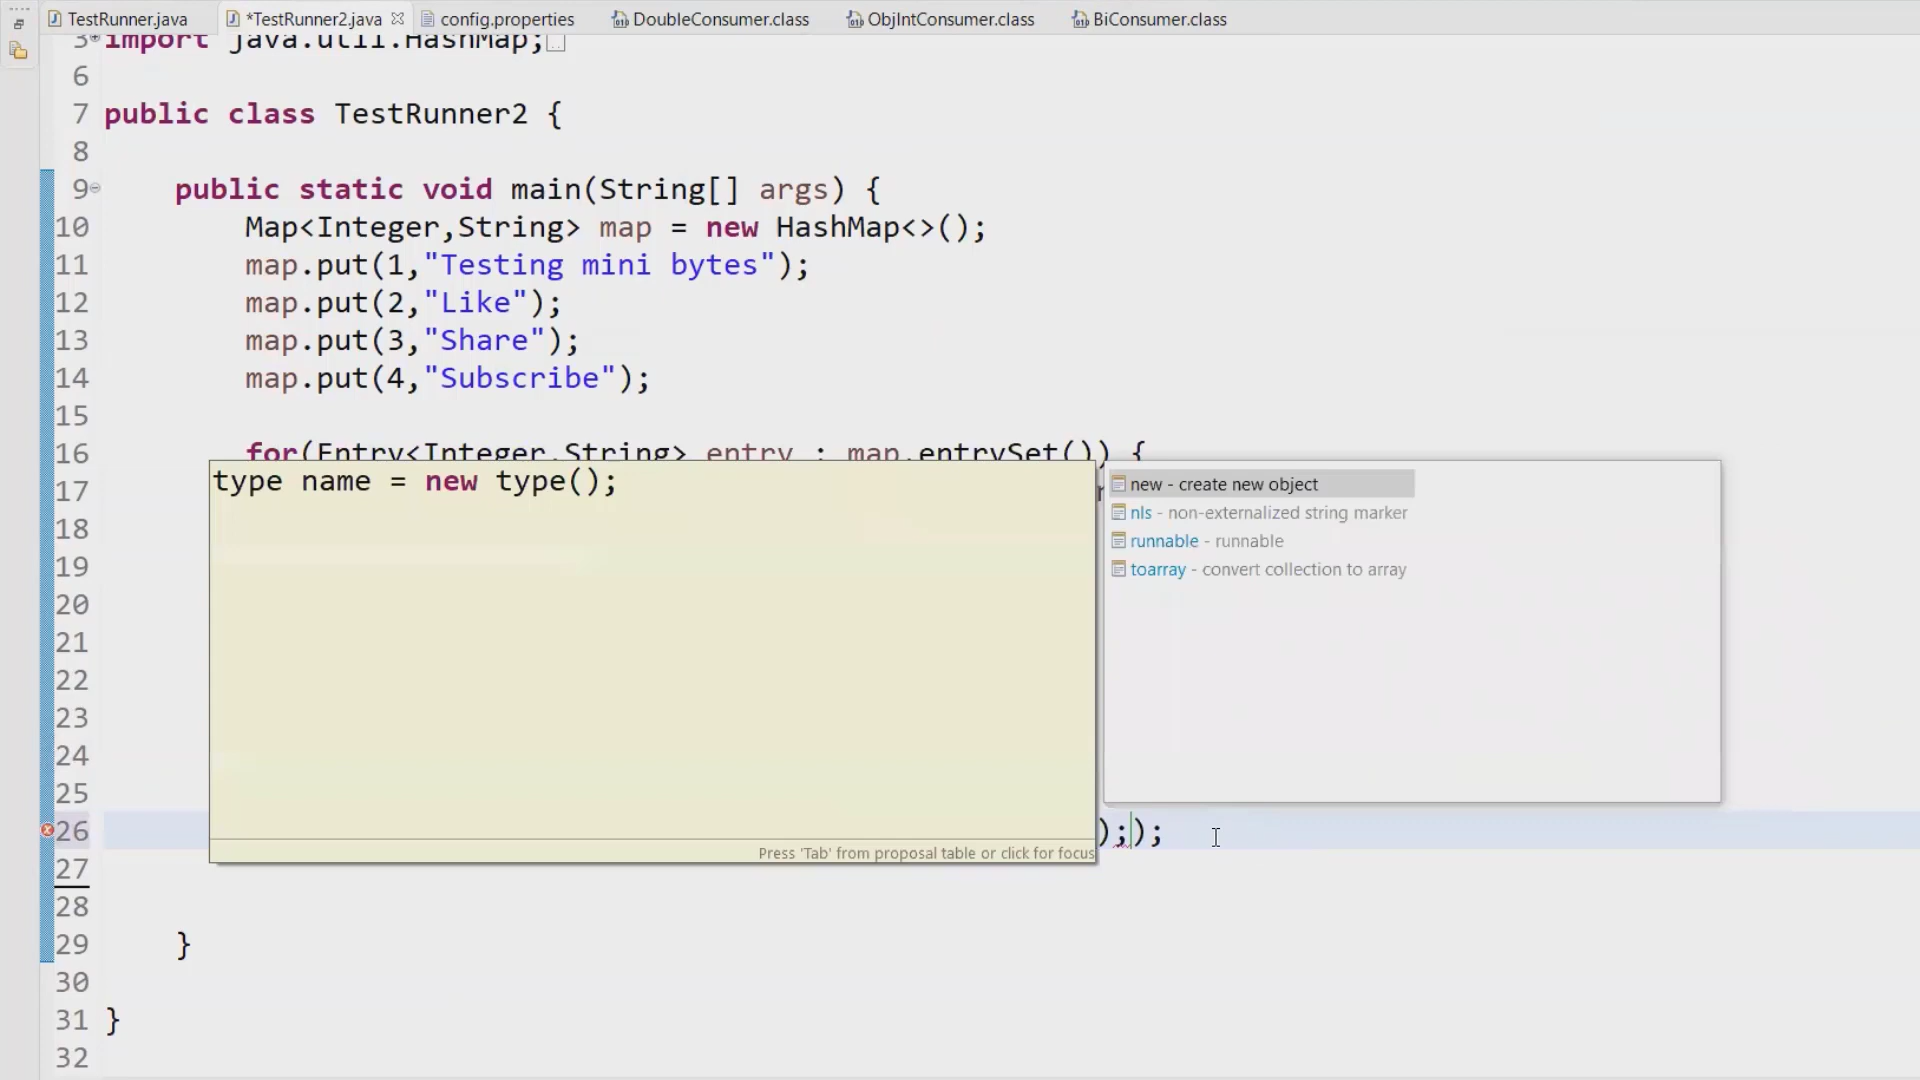 TestRunner.java *TestRunner2.java config.properties DoubleConsumer.class ObjIntConsumer.class BiConsumer.class
3 import java.util.HashMap;
6
7 public class TestRunner2 {
8
9 public static void main(String[] args) {
10 Map<Integer,String> map = new HashMap<>();
11 map.put(1,"Testing mini bytes");
12 map.put(2,"Like");
13 map.put(3,"Share");
14 map.put(4,"Subscribe");
15
16 for(Entry<Integer,String> entry : map.entrySet()) {
type name = new type();
new - create new object
17
nls - non-externalized string marker
18
runnable - runnable
19
toarray - convert collection to array
20
21
22
23
24
25
26 );); 
Press 'Tab' from proposal table or click for focus
27
28
29 }
30
31 }
32